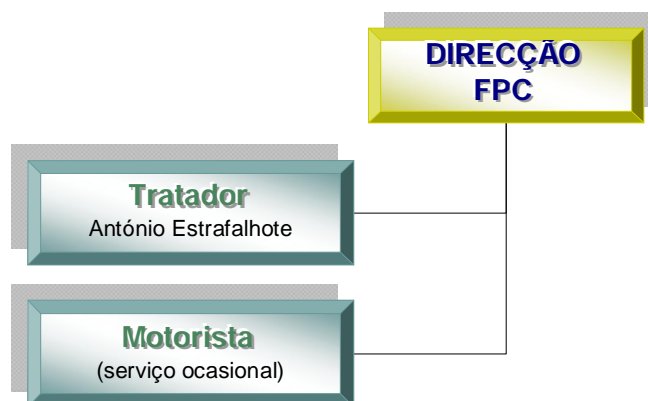 DIRECÇÃO
FPC
Tratador
António Estrafalhote
Motorista
(serviço ocasional)